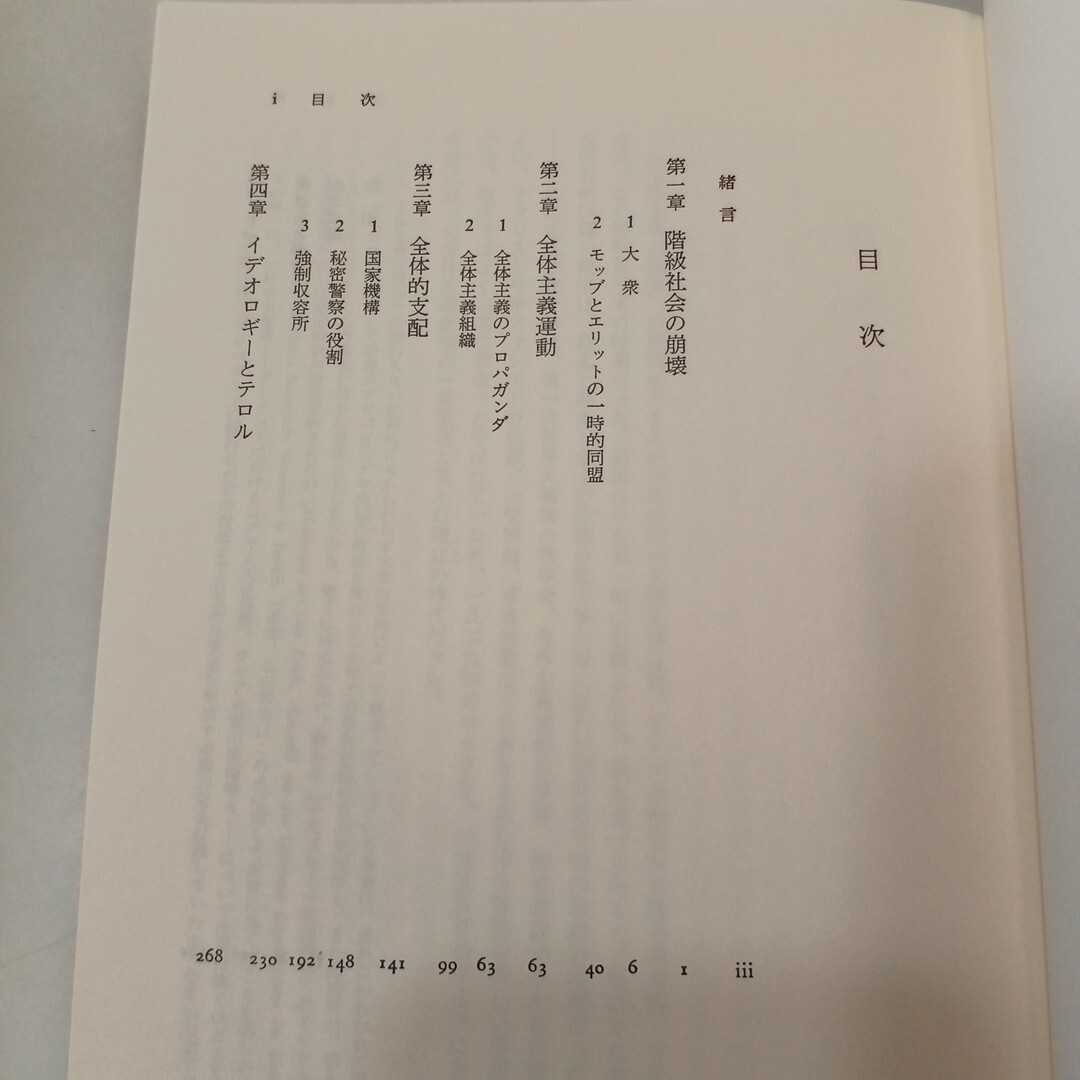 i 目 次
目 次
緒 言 iii
第一章 階級社会の崩壊 1
1 大 衆 6
2 モッブとエリットの一時的同盟 40
第二章 全体主義運動 63
1 全体主義のプロパガンダ 63
2 全体主義組織 99
第三章 全体的支配 141
1 国家機構 148
2 秘密警察の役割 192
3 強制収容所 230
第四章 イデオロギーとテロル 268